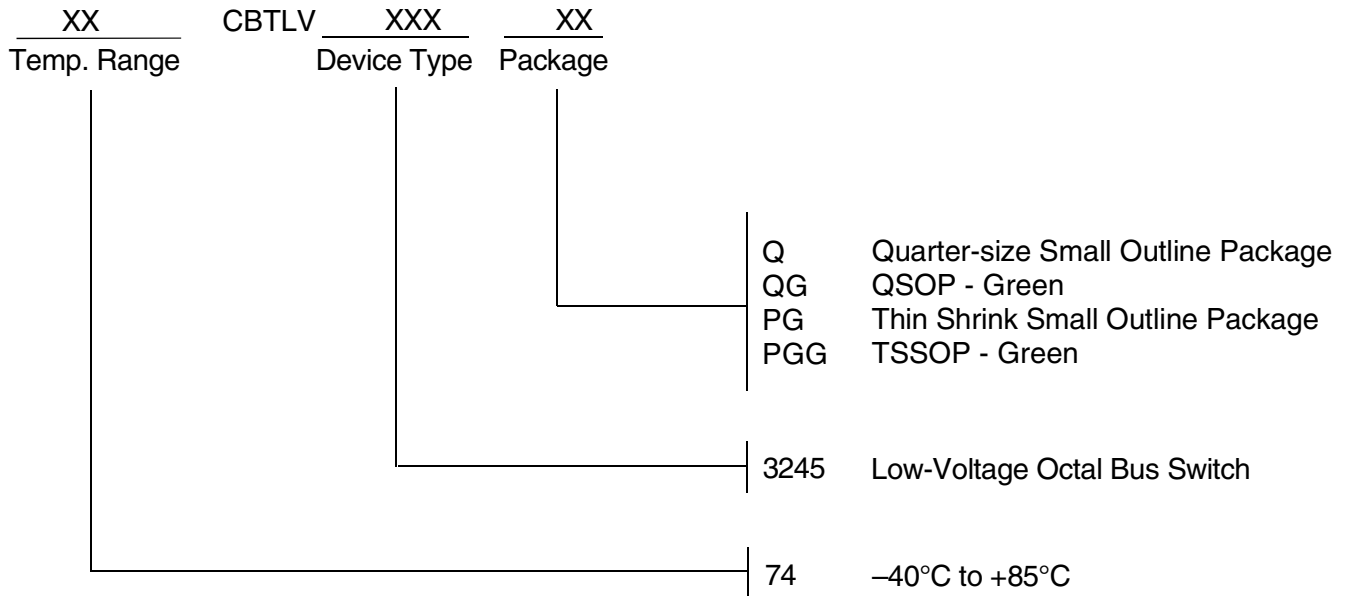 XX CBTLV XXX XX
Temp. Range Device Type Package
Q Quarter-size Small Outline Package
QG QSOP - Green
PG Thin Shrink Small Outline Package
PGG TSSOP - Green
3245 Low-Voltage Octal Bus Switch
74 –40°C to +85°C